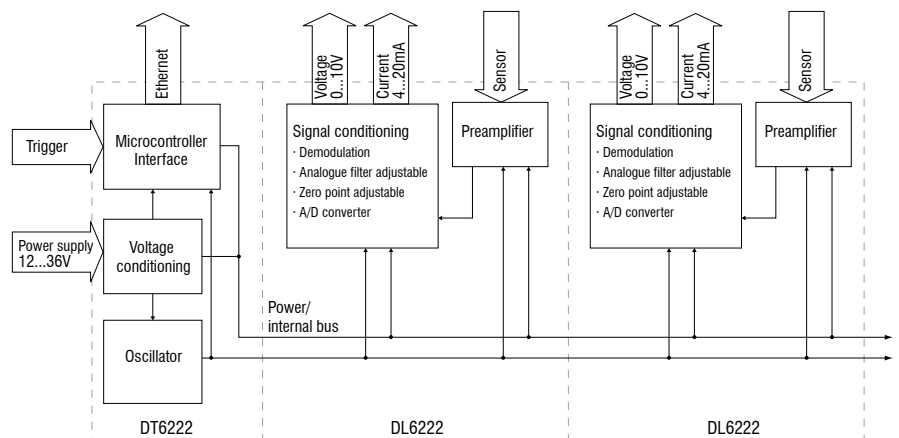 Ethernet
Trigger
Microcontroller
Interface
Power supply
12...36V
Voltage
conditioning
Oscillator
DT6222
Voltage
0...10V
Current
4...20mA
Sensor
Signal conditioning
· Demodulation
· Analogue filter adjustable
· Zero point adjustable
· A/D converter
Preamplifier
Power/
internal bus
DL6222
Voltage
0...10V
Current
4...20mA
Sensor
Signal conditioning
· Demodulation
· Analogue filter adjustable
· Zero point adjustable
· A/D converter
Preamplifier
DL6222